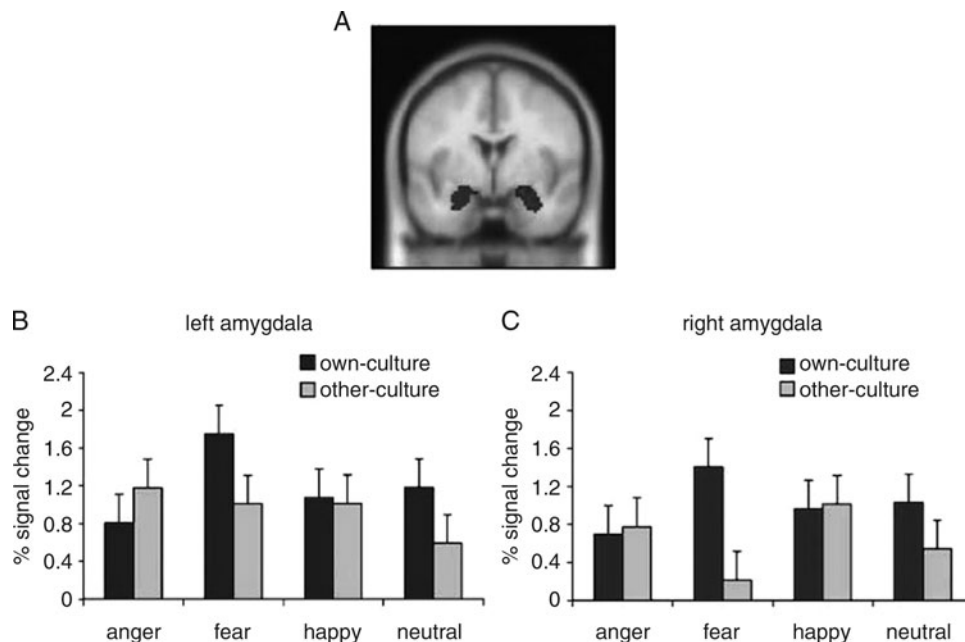 A
B
left amygdala
own-culture
other-culture
% signal change
2.4
2
1.6
1.2
0.8
0.4
0
anger fear happy neutral
C
right amygdala
own-culture
other-culture
% signal change
2.4
2
1.6
1.2
0.8
0.4
0
anger fear happy neutral